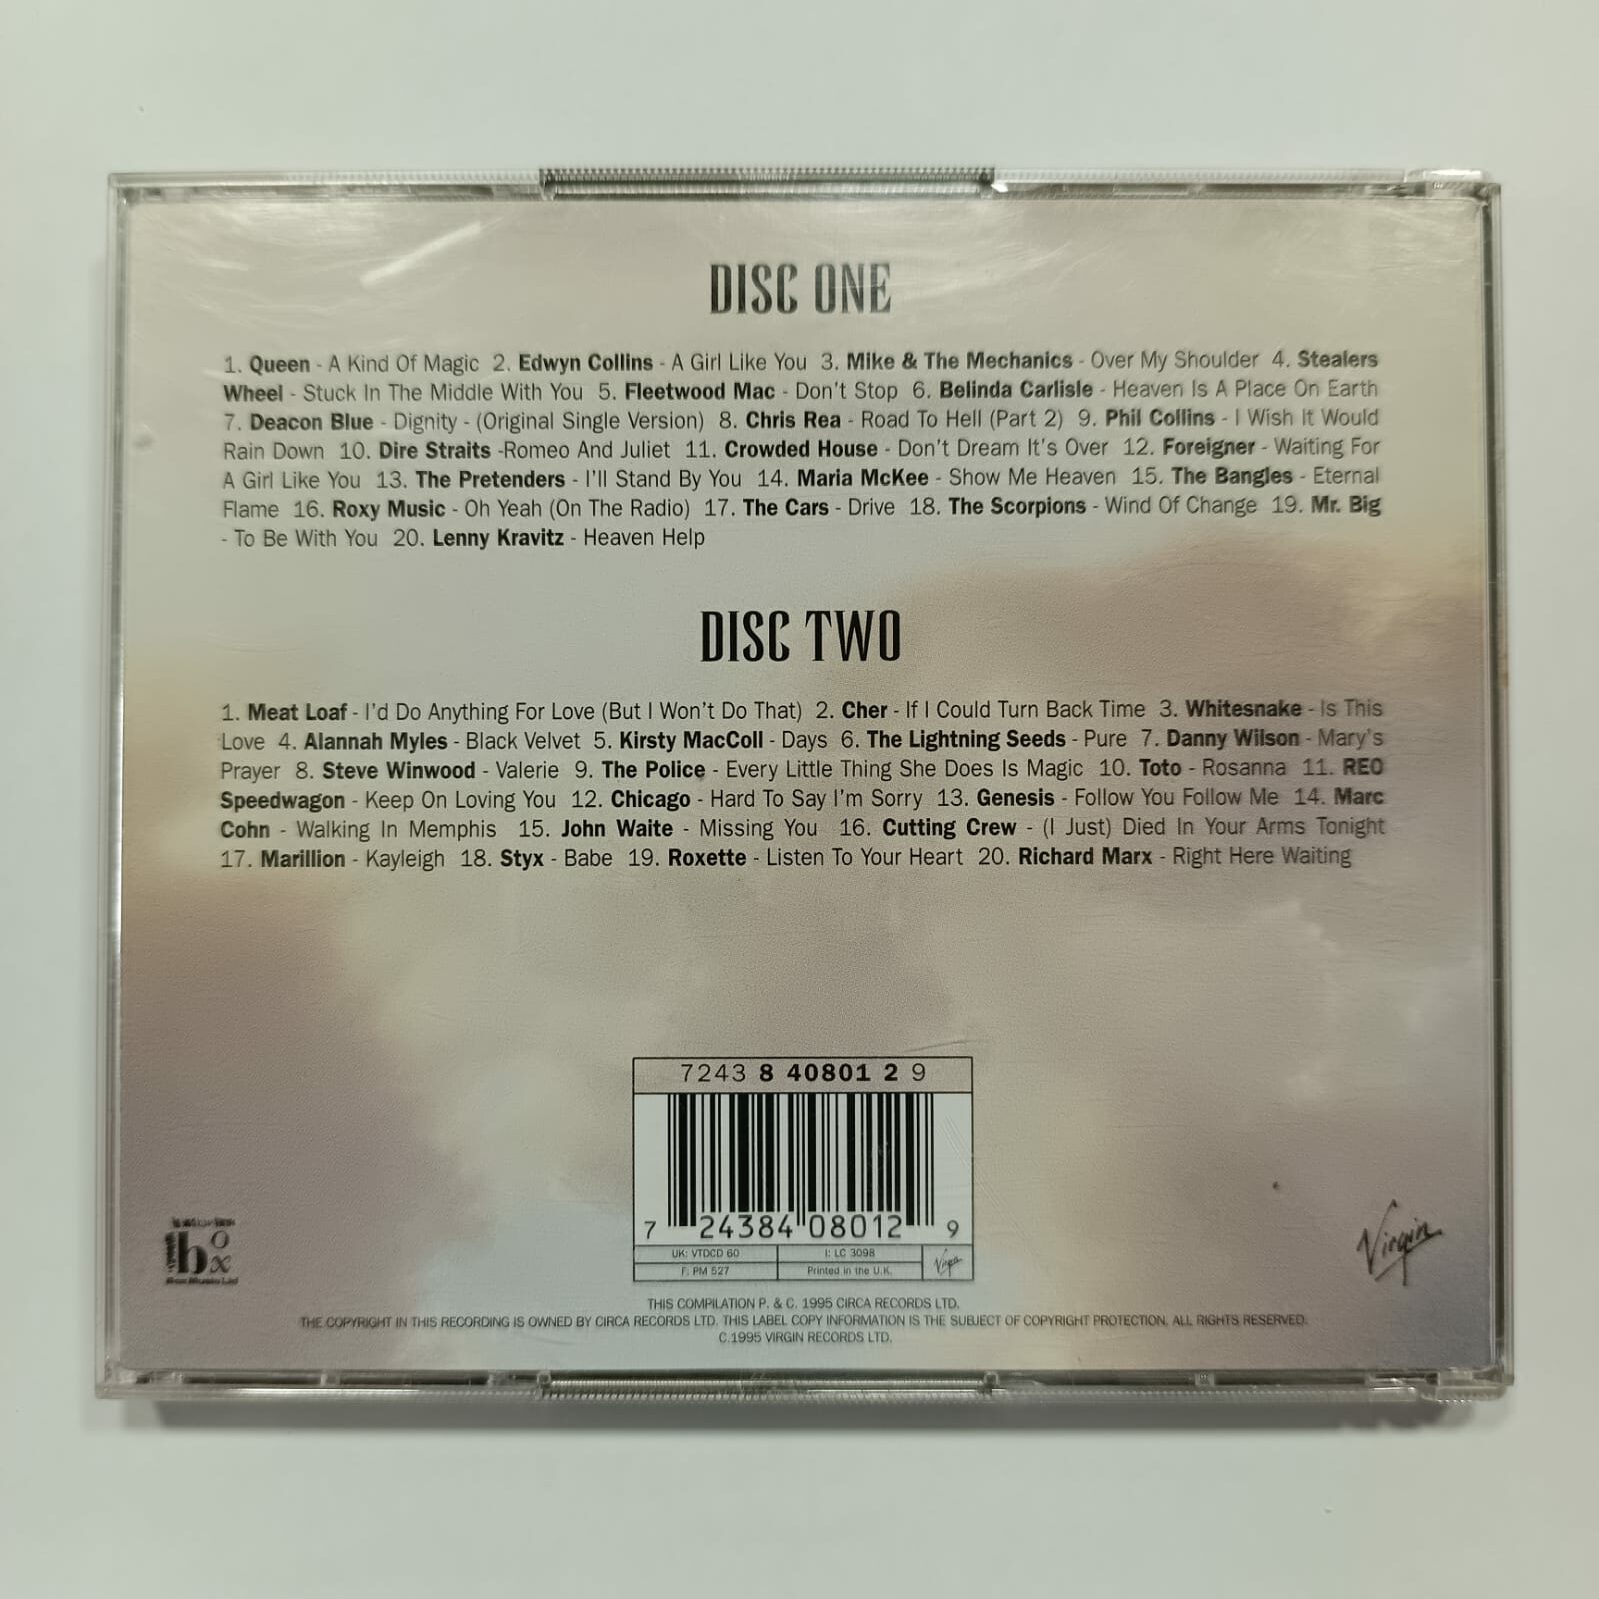 DISC ONE
1. Queen - A Kind Of Magic 2. Edwyn Collins - A Girl Like You 3. Mike & The Mechanics - Over My Shoulder 4. Stealers
Wheel - Stuck In The Middle With You 5. Fleetwood Mac - Don't Stop 6. Belinda Carlisle - Heaven Is A Place On Earth
7. Deacon Blue - Dignity - (Original Single Version) 8. Chris Rea - Road To Hell (Part 2) 9. Phil Collins - I Wish It Would
Rain Down 10. Dire Straits -Romeo And Juliet 11. Crowded House - Don't Dream It's Over 12. Foreigner - Waiting For
A Girl Like You 13. The Pretenders - I'll Stand By You 14. Maria McKee - Show Me Heaven 15. The Bangles - Eternal
Flame 16. Roxy Music - Oh Yeah (On The Radio) 17. The Cars - Drive 18. The Scorpions - Wind Of Change 19. Mr. Big
- To Be With You 20. Lenny Kravitz - Heaven Help
DISC TWO
1. Meat Loaf - I'd Do Anything For Love (But I Won't Do That) 2. Cher - If I Could Turn Back Time 3. Whitesnake - Is This
Love 4. Alannah Myles - Black Velvet 5. Kirsty MacColl - Days 6. The Lightning Seeds - Pure 7. Danny Wilson - Mary's
Prayer 8. Steve Winwood - Valerie 9. The Police - Every Little Thing She Does Is Magic 10. Toto - Rosanna 11. REO
Speedwagon - Keep On Loving You 12. Chicago - Hard To Say I'm Sorry 13. Genesis - Follow You Follow Me 14. Marc
Cohn - Walking In Memphis 15. John Waite - Missing You 16. Cutting Crew - (I Just) Died In Your Arms Tonight
17. Marillion - Kayleigh 18. Styx - Babe 19. Roxette - Listen To Your Heart 20. Richard Marx - Right Here Waiting
7243 8 40801 2 9
7 24384 08012 9
UK: VTDCD 60 I: LC 3098
F. PM 527 Printed in the U.K. Virgin
box
Virgin
THIS COMPILATION P. & C. 1995 CIRCA RECORDS LTD.
THE COPYRIGHT IN THIS RECORDING IS OWNED BY CIRCA RECORDS LTD. THIS LABEL COPY INFORMATION IS THE SUBJECT OF COPYRIGHT PROTECTION. ALL RIGHTS RESERVED.
C.1995 VIRGIN RECORDS LTD.